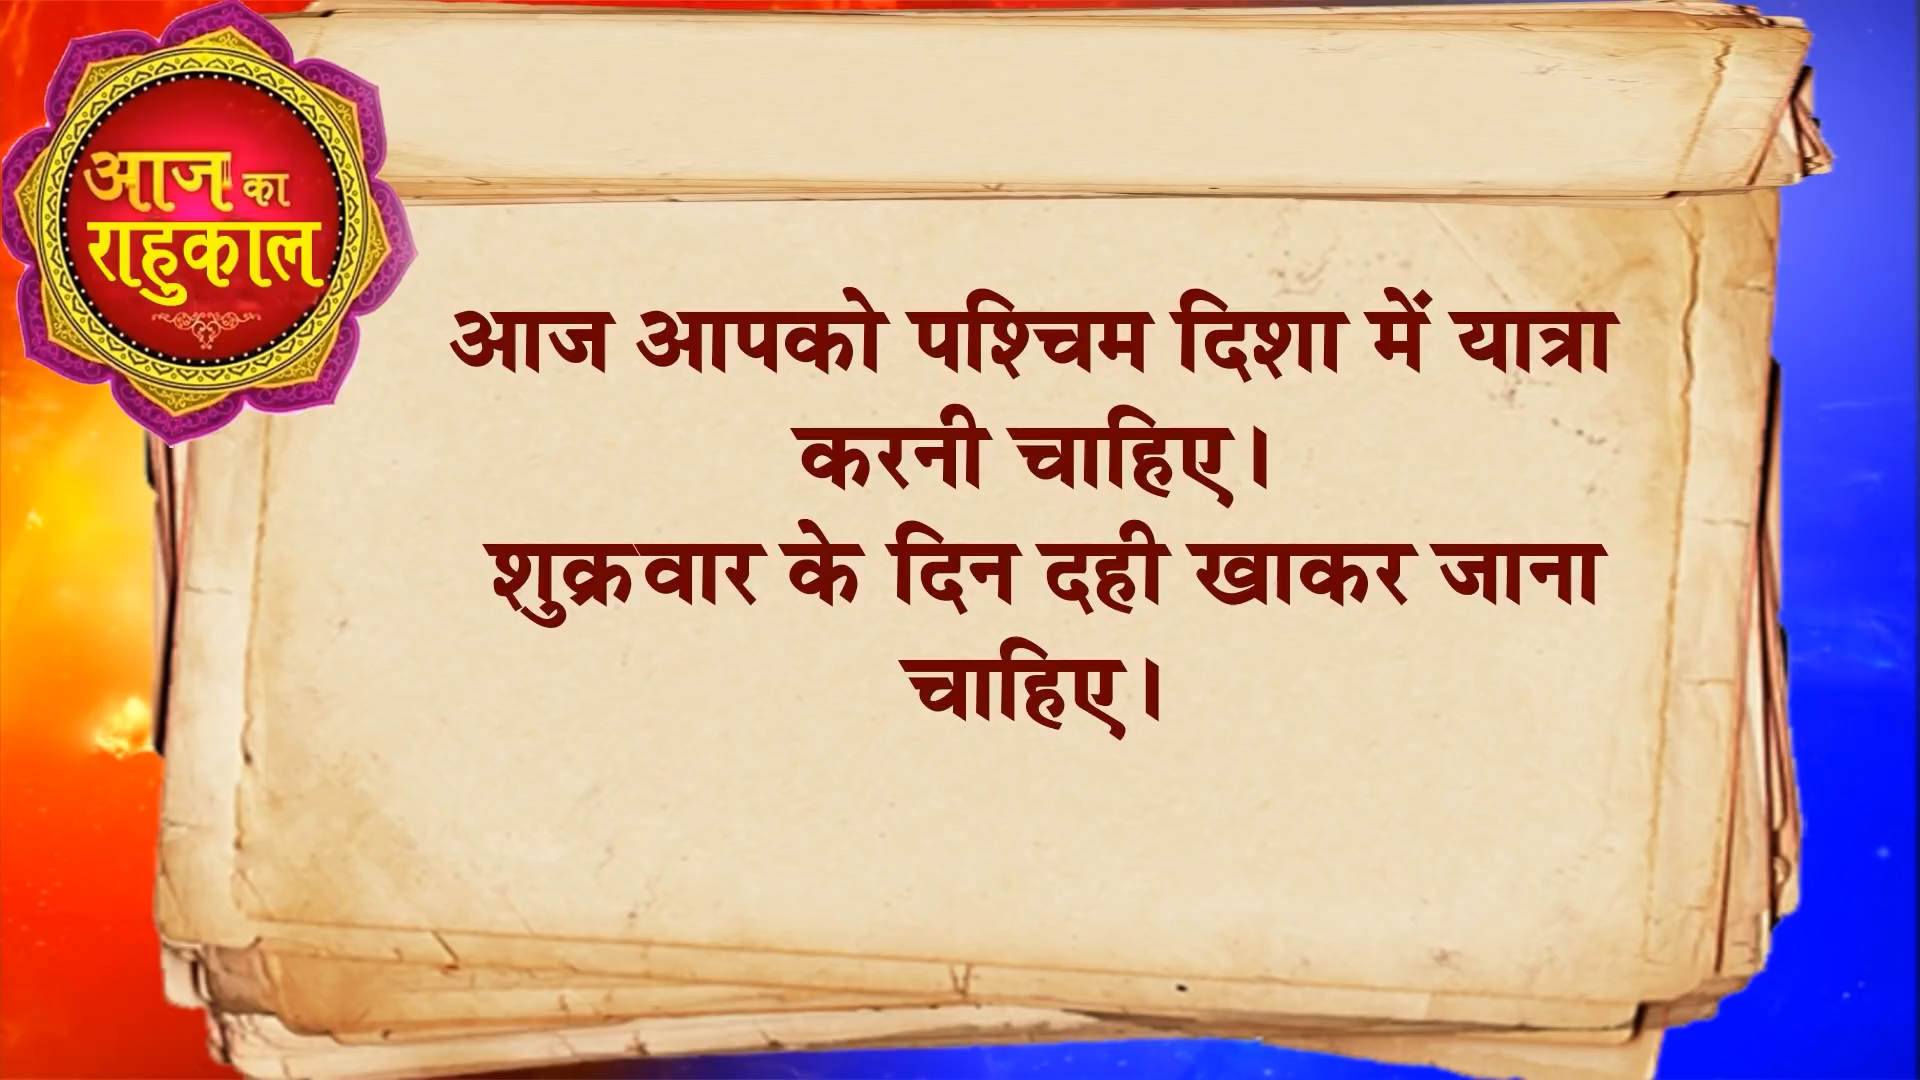 आज का
राहुकाल
आज आपको पश्चिम दिशा में यात्रा
करनी चाहिए।
शुक्रवार के दिन दही खाकर जाना
चाहिए।